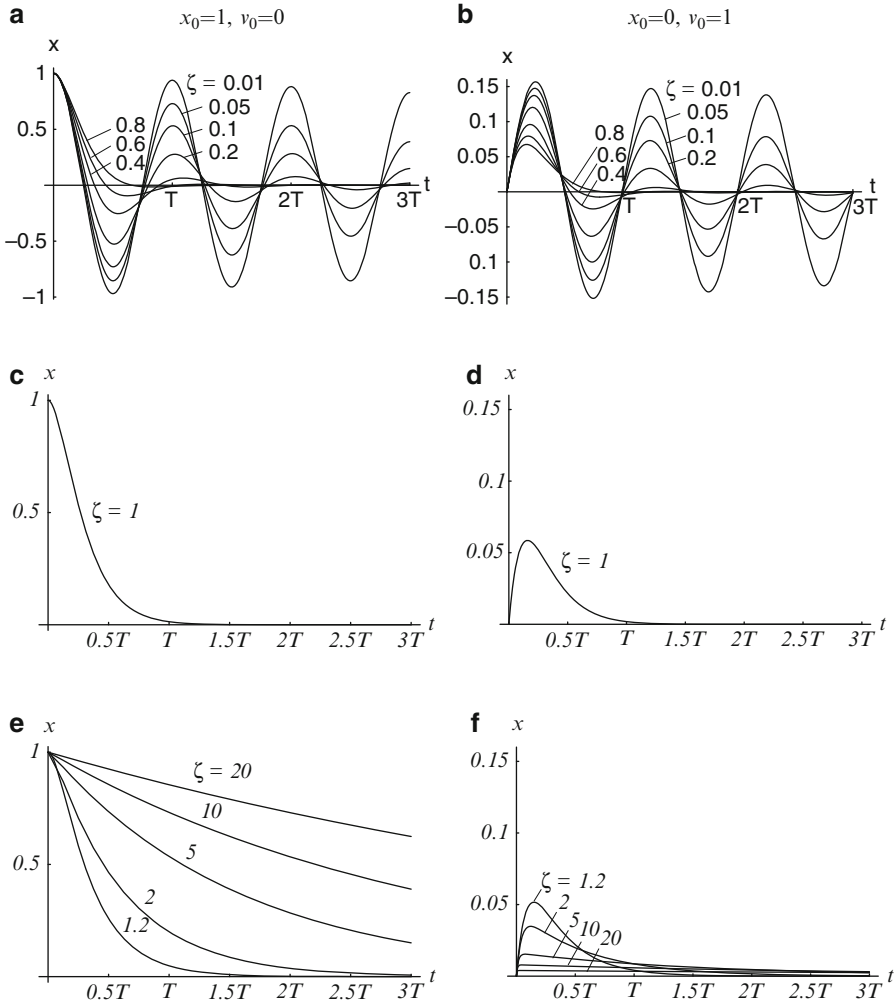 a
x₀=1, v₀=0
x
1
0.5
−0.5
−1
0.8
0.6
0.4
ζ = 0.01
0.05
0.1
0.2
T
2T
3T
t
b
x₀=0, v₀=1
x
0.15
0.10
0.05
−0.05
0.1
−0.15
0.8
0.6
0.4
ζ = 0.01
0.05
0.1
0.2
T
2T
3T
t
c
x
1
0.5
ζ = 1
0.5T T 1.5T 2T 2.5T 3T t
d
x
0.15
0.1
0.05
ζ = 1
0.5T T 1.5T 2T 2.5T 3T t
e
x
1
0.5
ζ = 20
10
5
2
1.2
0.5T T 1.5T 2T 2.5T 3T t
f
x
0.15
0.1
0.05
ζ = 1.2
2
5
10
20
0.5T T 1.5T 2T 2.5T 3T t